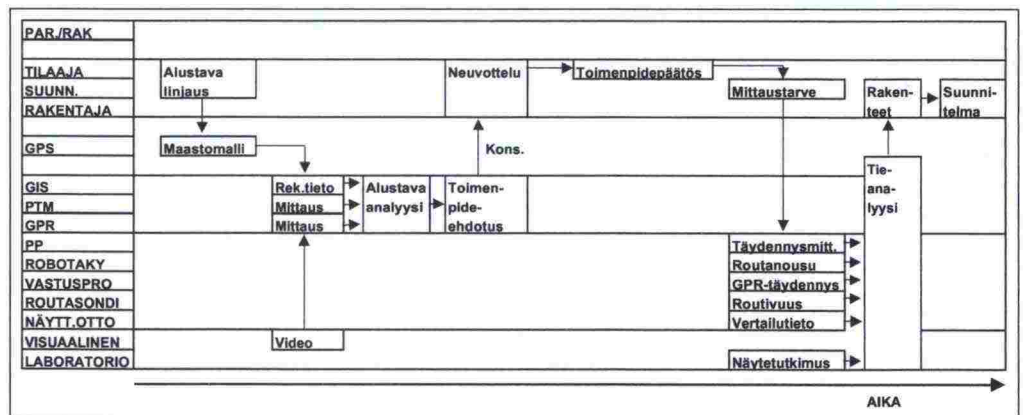 PAR./RAK
TILAAJA
SUUNN.
RAKENTAJA
Alustava
linjaus
Neuvottelu
Toimenpidepäätös
Mittaustarve
Raken-
teet
Suunni-
telma
GPS
Maastomalli
Kons.
GIS
PTM
GPR
Rek.tieto
Mittaus
Mittaus
Alustava
analyysi
Toimen-
pide-
ehdotus
Tie-
ana-
lyysi
PP
ROBOTAKY
VASTUSPRO
ROUTASONDI
NÄYTT.OTTO
Täydennysmitt.
Routanousu
GPR-täydennys
Routivuus
Vertailutieto
VISUAALINEN
Video
LABORATORIO
Näytetutkimus
AIKA